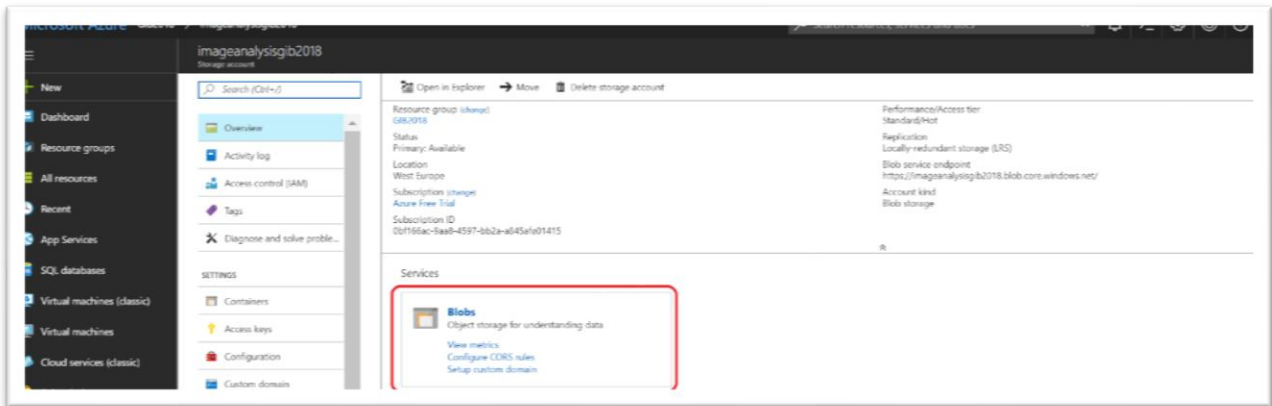 Microsoft Azure
imageanalysisgib2018
Storage account
New
Dashboard
Resource groups
All resources
Recent
App Services
SQL databases
Virtual machines (classic)
Virtual machines
Cloud services (classic)
Search (Ctrl+/)
Overview
Activity log
Access control (IAM)
Tags
Diagnose and solve proble...
SETTINGS
Containers
Access keys
Configuration
Custom domain
Open in Explorer Move Delete storage account
Resource group (change)
GIB2018
Status
Primary: Available
Location
West Europe
Subscription (change)
Azure Free Trial
Subscription ID
Performance/Access tier
Standard/Hot
Replication
Locally-redundant storage (LRS)
Blob service endpoint
https://imageanalysisgib2018.blob.core.windows.net/
Account kind
Blob storage
Services
Blobs
Object storage for understanding data
View metrics
Configure CORS rules
Setup custom domain